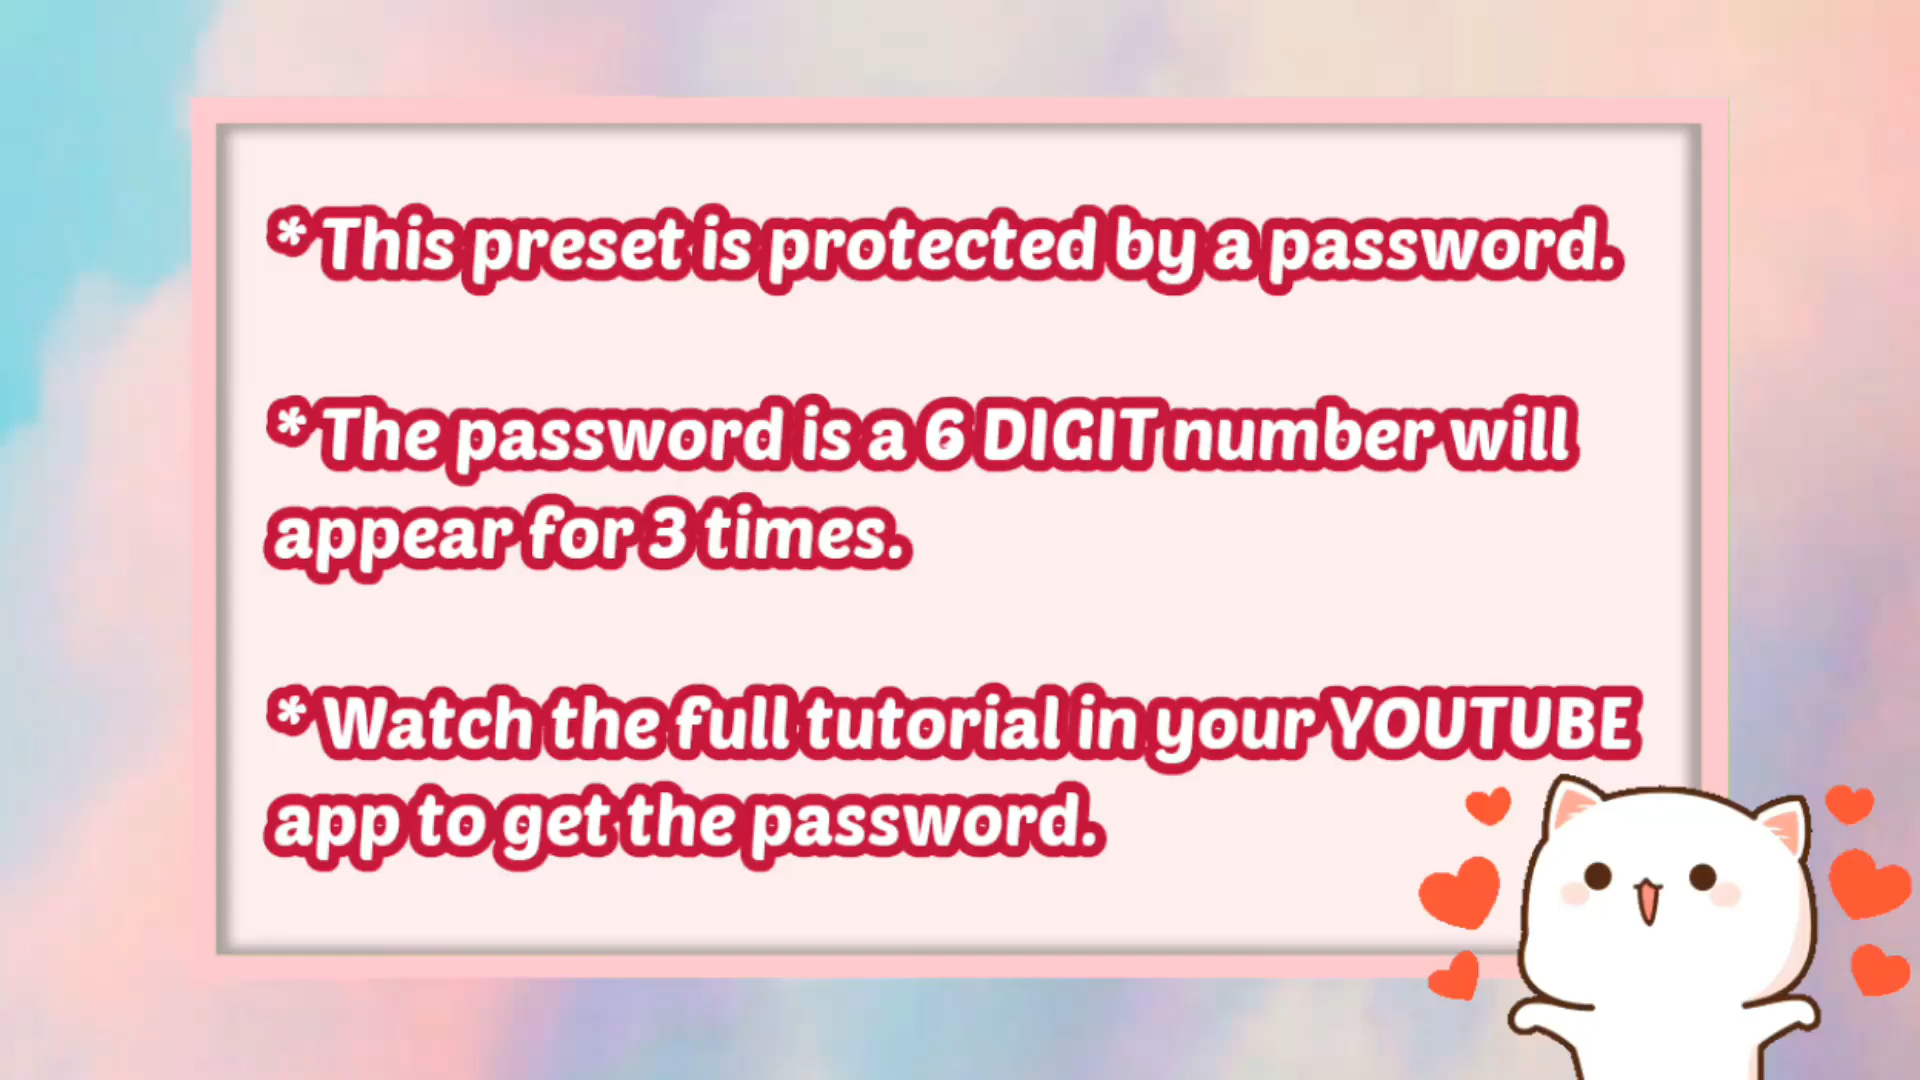 * This preset is protected by a password.
* The password is a 6 DIGIT number will
appear for 3 times.
* Watch the full tutorial in your YOUTUBE
app to get the password.